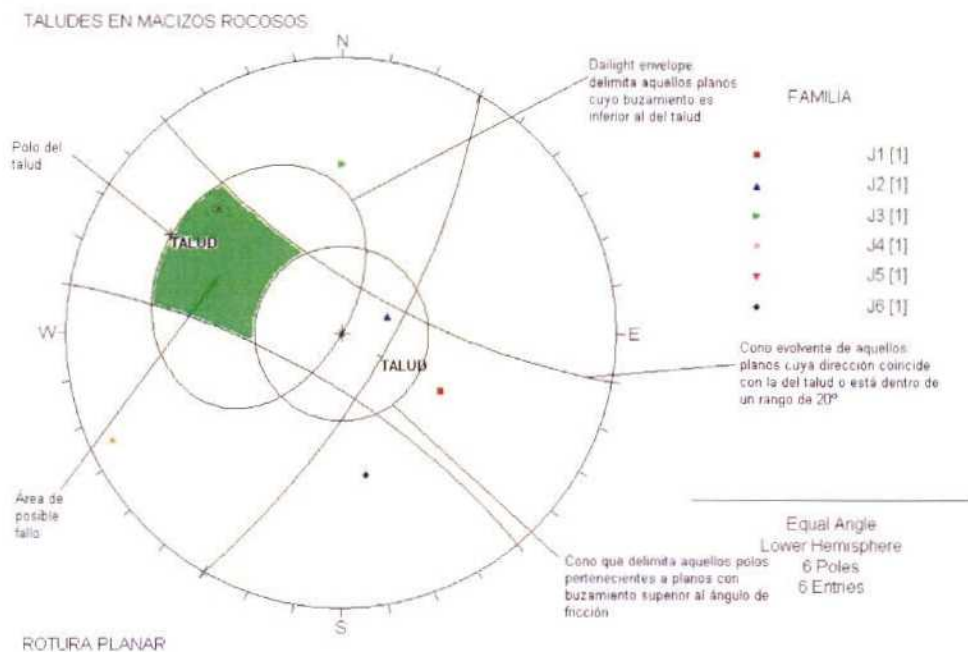 TALUDES EN MACIZOS ROCOSOS
N
Dailight envelope
delimita aquellos planos
cuyo buzamiento es
inferior al del talud
FAMILIA
J1 [1]
J2 [1]
J3 [1]
J4 [1]
J5 [1]
J6 [1]
Polo del
talud
TALUD
W
E
TALUD
Cono evolvente de aquellos
planos cuya dirección coincide
con la del talud o está dentro de
un rango de 20º
Área de
posible
fallo
Cono que delimita aquellos polos
pertenecientes a planos con
buzamiento superior al ángulo de
fricción
Equal Angle
Lower Hemisphere
6 Poles
6 Entries
S
ROTURA PLANAR